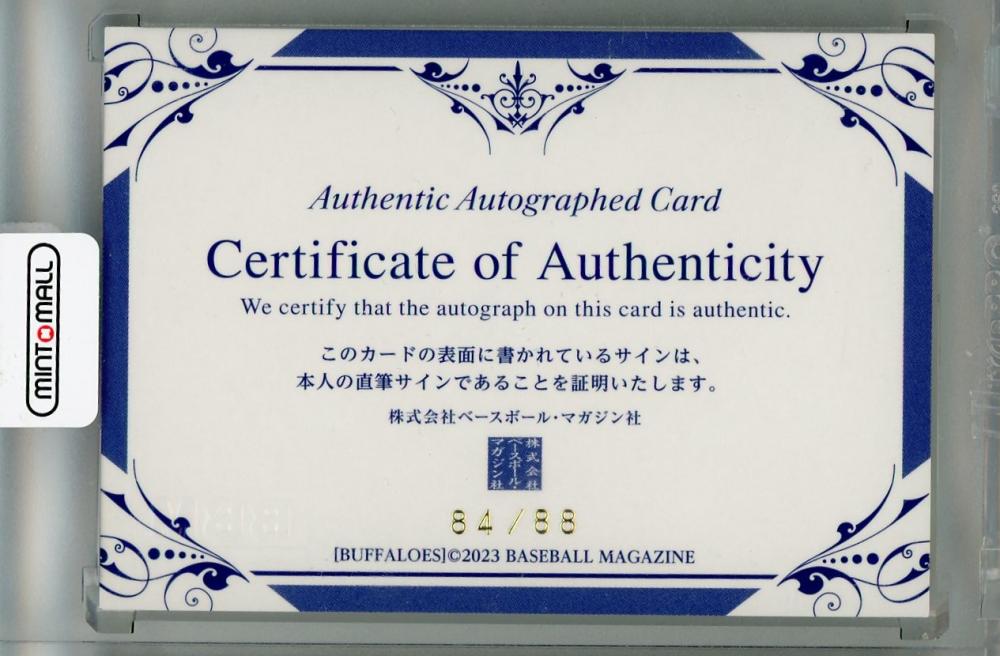 Authentic Autographed Card
Certificate of Authenticity
We certify that the autograph on this card is authentic.
このカードの表面に書かれているサインは、
本人の直筆サインであることを証明いたします。
株式会社ベースボール・マガジン社
株式会社
ベースボール・
マガジン社
84/88
[BUFFALOES]©2023 BASEBALL MAGAZINE
MINTOMALL